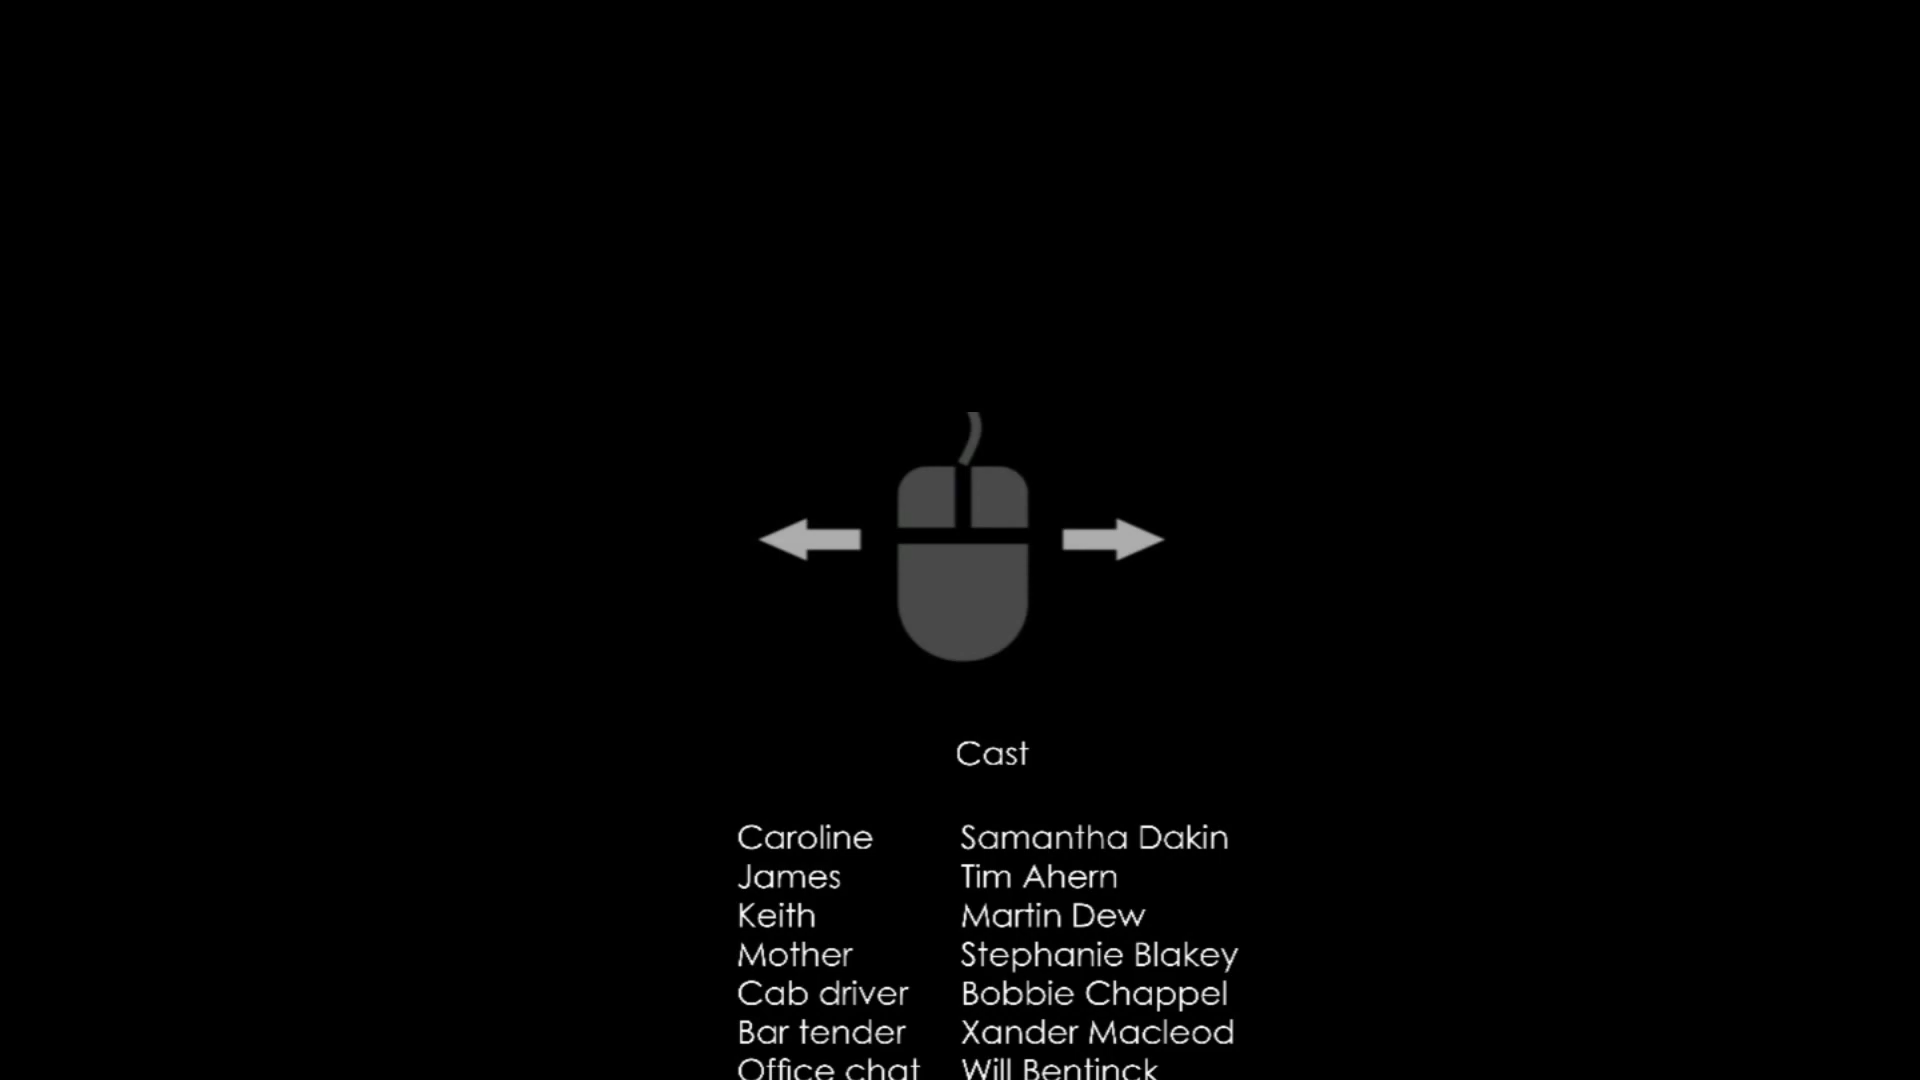 Cast
Caroline Samantha Dakin
James Tim Ahern
Keith Martin Dew
Mother Stephanie Blakey
Cab driver Bobbie Chappel
Bar tender Xander Macleod
Office chat Will Bentinck